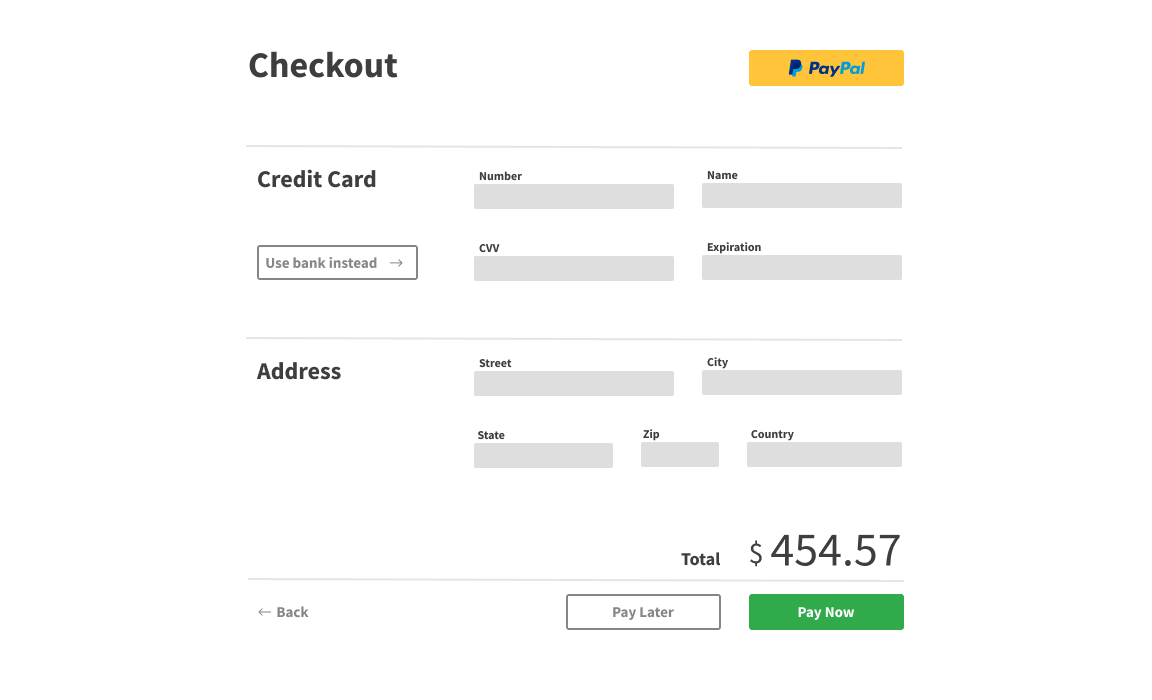 Checkout
PayPal
Credit Card
Number
Name
Use bank instead →
CVV
Expiration
Address
Street
City
State
Zip
Country
Total $ 454.57
← Back
Pay Later
Pay Now